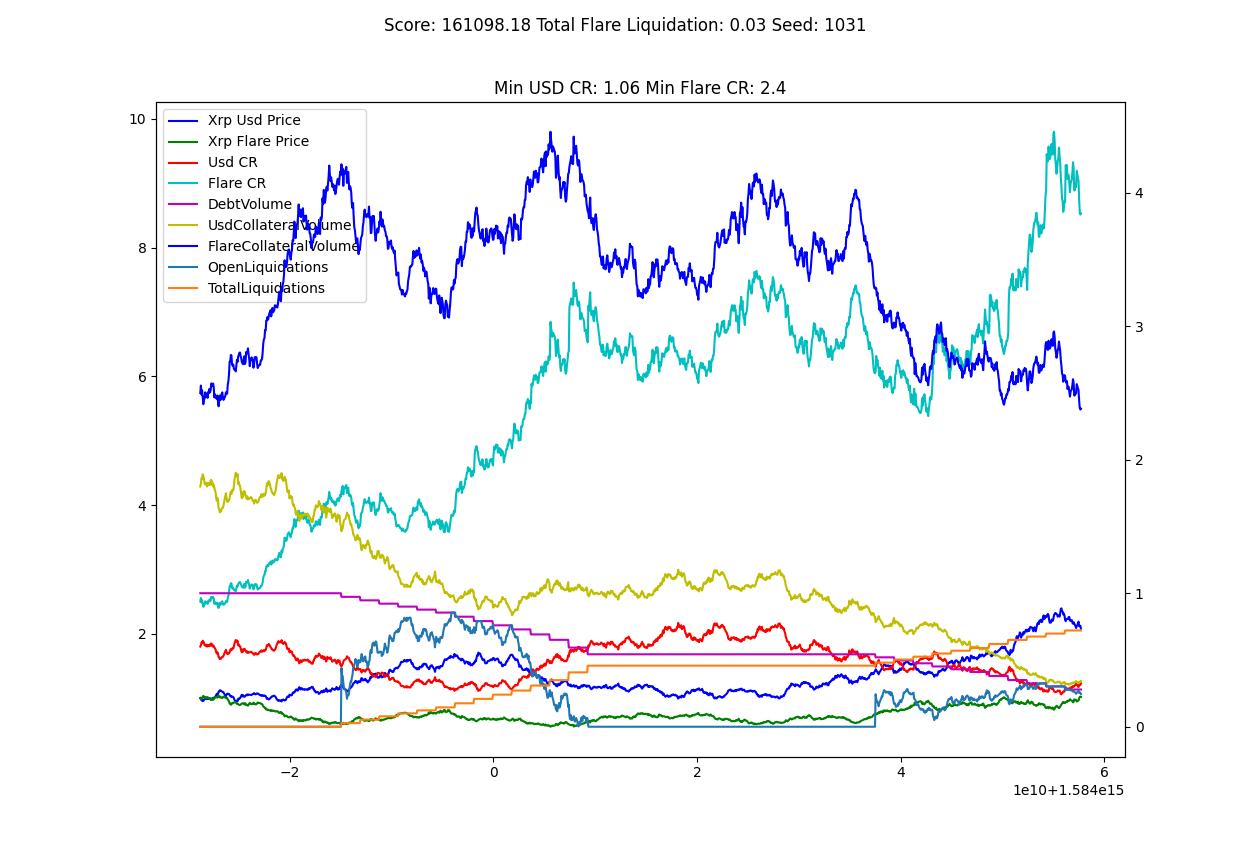 Score: 161098.18 Total Flare Liquidation: 0.03 Seed: 1031
Min USD CR: 1.06 Min Flare CR: 2.4
Xrp Usd Price
Xrp Flare Price
Usd CR
Flare CR
DebtVolume
UsdCollateralVolume
FlareCollateralVolume
OpenLiquidations
TotalLiquidations
10
8
6
4
2
4
3
2
1
0
−2
0
2
4
6
1e10+1.584e15